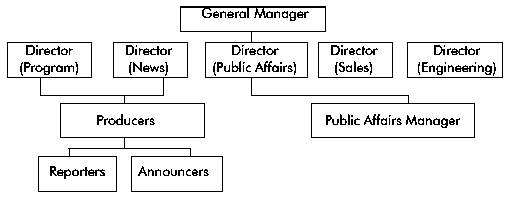 General Manager
Director
(Program)
Director
(News)
Director
(Public Affairs)
Director
(Sales)
Director
(Engineering)
Producers
Public Affairs Manager
Reporters
Announcers